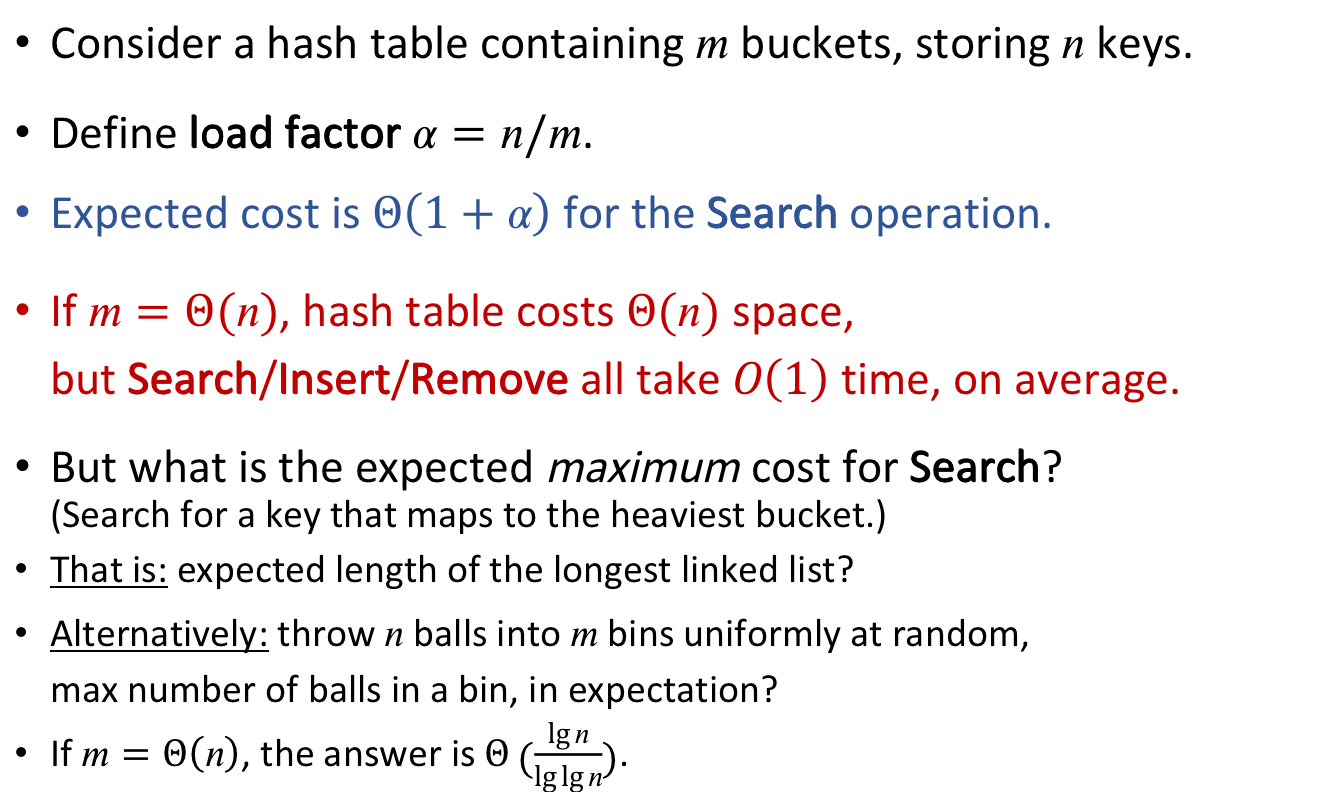 • Consider a hash table containing m buckets, storing n keys.
• Define load factor α = n/m.
• Expected cost is Θ(1 + α) for the Search operation.
• If m = Θ(n), hash table costs Θ(n) space,
but Search/Insert/Remove all take O(1) time, on average.
• But what is the expected maximum cost for Search?
(Search for a key that maps to the heaviest bucket.)
• That is: expected length of the longest linked list?
• Alternatively: throw n balls into m bins uniformly at random,
max number of balls in a bin, in expectation?
• If m = Θ(n), the answer is Θ (lg n / lg lg n).